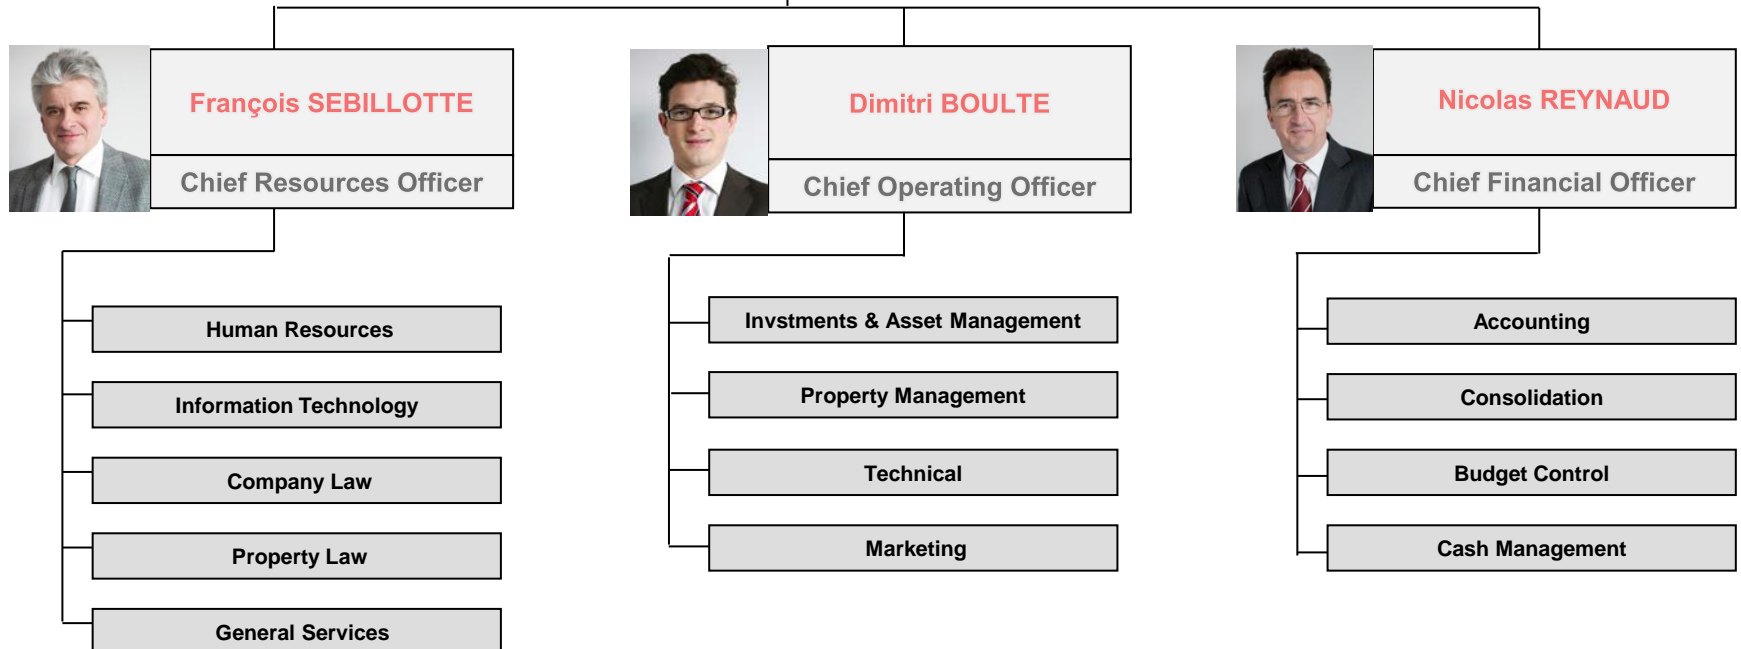 François SEBILLOTTE
Chief Resources Officer
Human Resources
Information Technology
Company Law
Property Law
General Services
Dimitri BOULTE
Chief Operating Officer
Invstments & Asset Management
Property Management
Technical
Marketing
Nicolas REYNAUD
Chief Financial Officer
Accounting
Consolidation
Budget Control
Cash Management